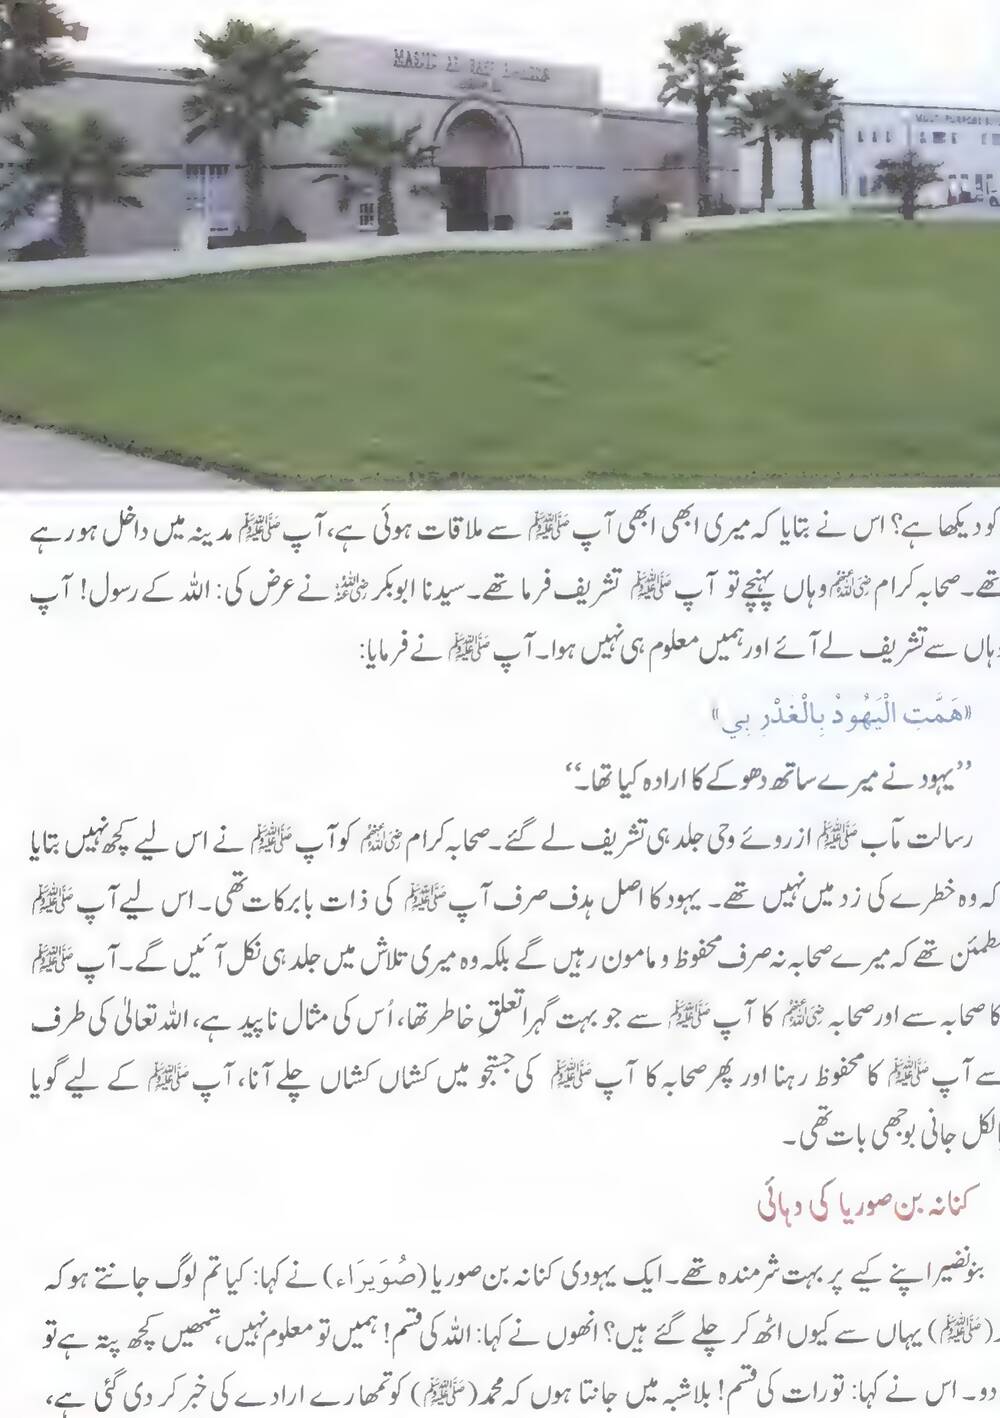 MASJID
MULTI PURPOSE
کو دیکھا ہے؟ اس نے بتایا کہ میری ابھی ابھی آپ ﷺ سے ملاقات ہوئی ہے، آپ ﷺ مدینہ میں داخل ہو رہے
تھے۔ صحابہ کرام رضی اللہ عنہم وہاں پہنچے تو آپ ﷺ تشریف فرما تھے۔ سیدنا ابوبکر رضی اللہ عنہ نے عرض کی: اللہ کے رسول! آپ
وہاں سے تشریف لے آئے اور ہمیں معلوم ہی نہیں ہوا۔ آپ ﷺ نے فرمایا:
«هَمَّتِ الْيَهُودُ بِالْغَدْرِ بِي»
’’یہود نے میرے ساتھ دھوکے کا ارادہ کیا تھا۔‘‘
رسالت مآب ﷺ ازروئے وحی جلد ہی تشریف لے گئے۔ صحابہ کرام رضی اللہ عنہم کو آپ ﷺ نے اس لیے کچھ نہیں بتایا
کہ وہ خطرے کی زد میں نہیں تھے۔ یہود کا اصل ہدف صرف آپ ﷺ کی ذات بابرکات تھی۔ اس لیے آپ ﷺ
مطمئن تھے کہ میرے صحابہ نہ صرف محفوظ و مامون رہیں گے بلکہ وہ میری تلاش میں جلد ہی نکل آئیں گے۔ آپ ﷺ
کا صحابہ سے اور صحابہ رضی اللہ عنہم کا آپ ﷺ سے جو بہت گہرا تعلقِ خاطر تھا، اُس کی مثال ناپید ہے، اللہ تعالیٰ کی طرف
سے آپ ﷺ کا محفوظ رہنا اور پھر صحابہ کا آپ ﷺ کی جستجو میں کشاں کشاں چلے آنا، آپ ﷺ کے لیے گویا
بالکل جانی بوجھی بات تھی۔
کنانہ بن صوریا کی دہائی
بنو نضیر اپنے کیے پر بہت شرمندہ تھے۔ ایک یہودی کنانہ بن صوریا (صُوَيرَاء) نے کہا: کیا تم لوگ جانتے ہو کہ
(ﷺ) یہاں سے کیوں اٹھ کر چلے گئے ہیں؟ انھوں نے کہا: اللہ کی قسم! ہمیں تو معلوم نہیں، تمھیں کچھ پتہ ہے تو
دو۔ اس نے کہا: تورات کی قسم! بلاشبہ میں جانتا ہوں کہ محمد (ﷺ) کو تمھارے ارادے کی خبر کر دی گئی ہے،